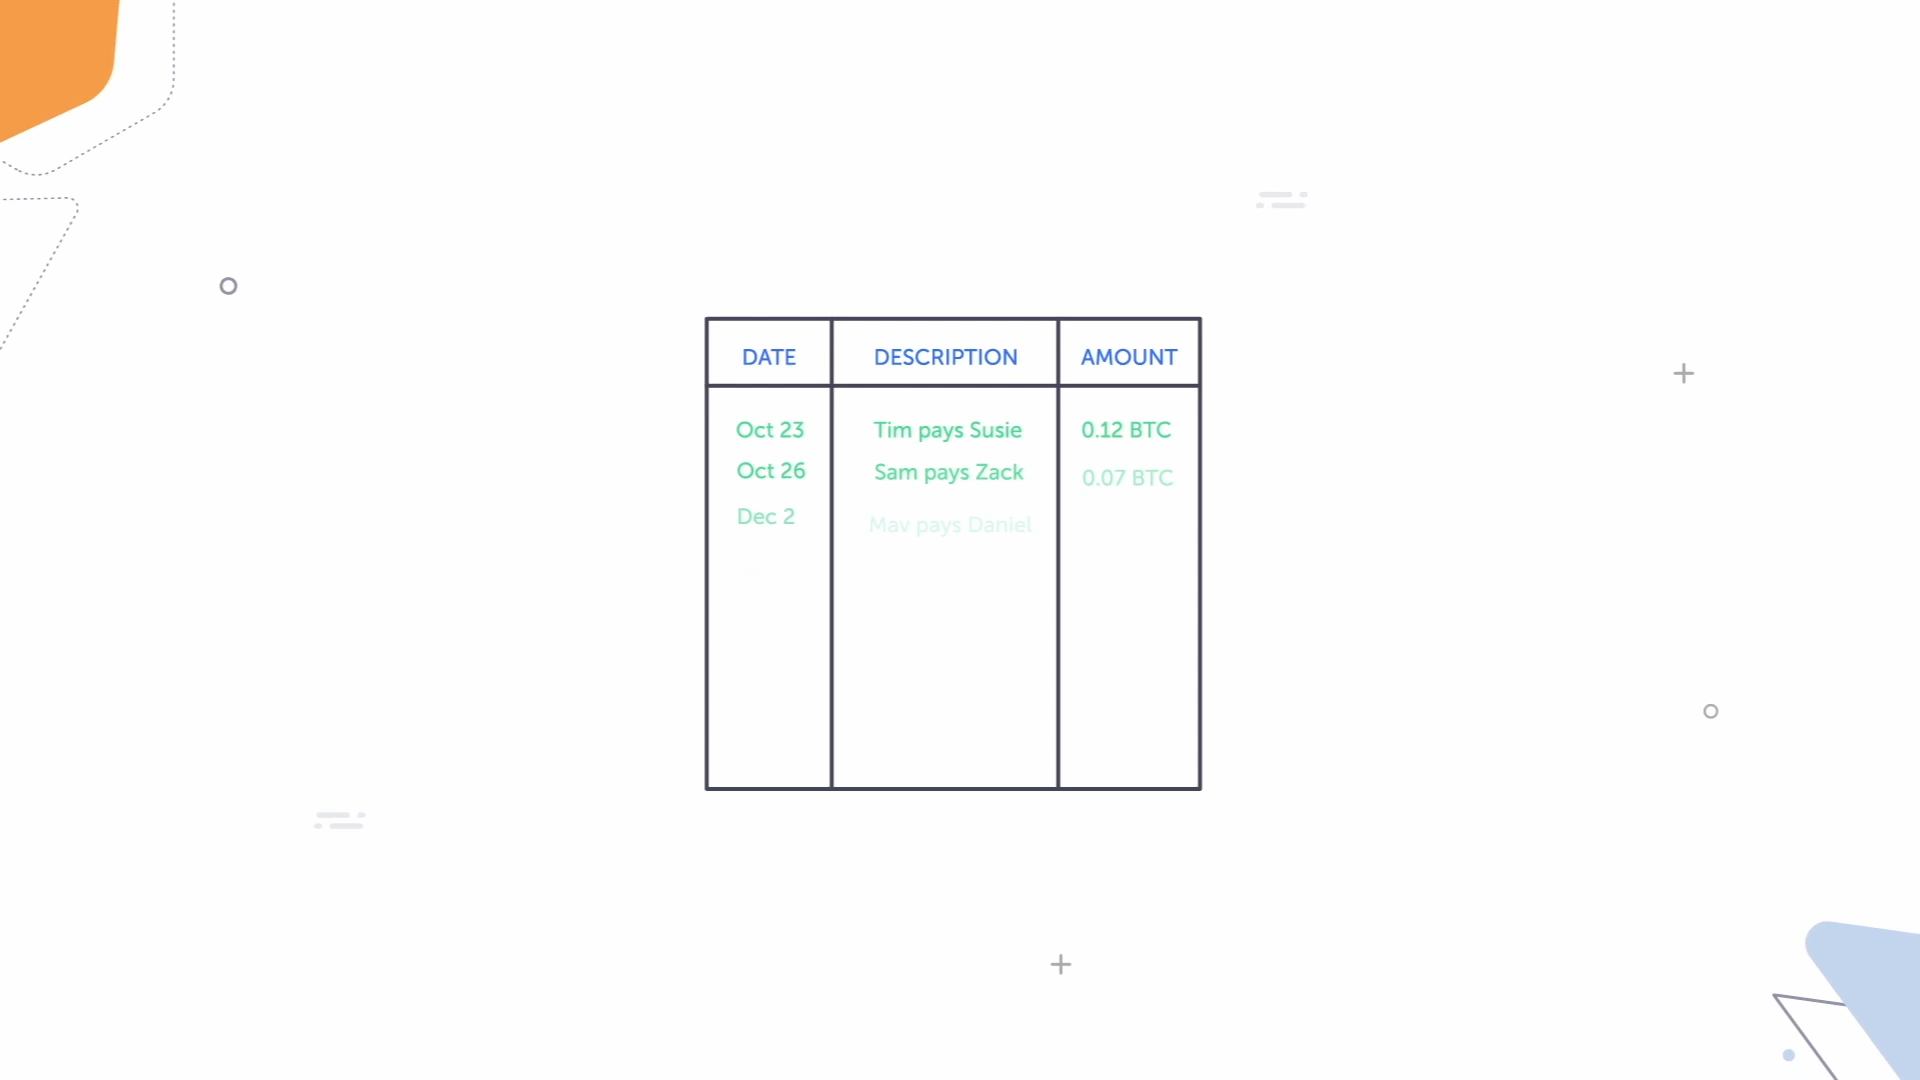 DATE DESCRIPTION AMOUNT
Oct 23 Tim pays Susie 0.12 BTC
Oct 26 Sam pays Zack 0.07 BTC
Dec 2 Mav pays Daniel